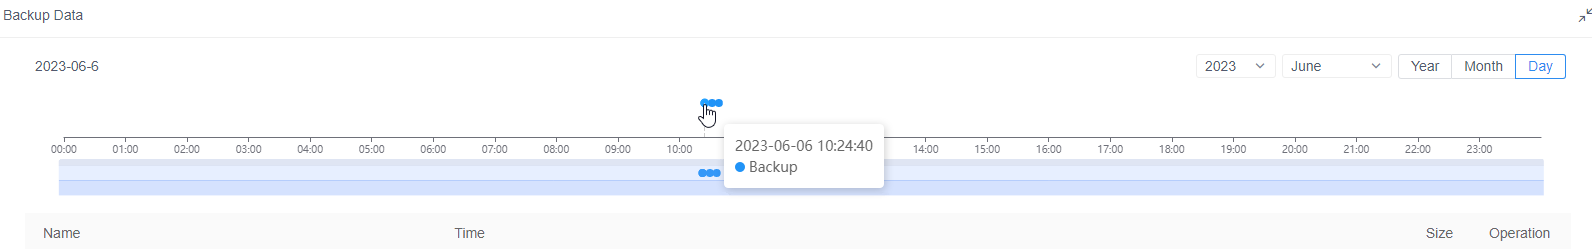 Backup Data
2023-06-6
2023 June Year Month Day
00:00 01:00 02:00 03:00 04:00 05:00 06:00 07:00 08:00 09:00 10:00 14:00 15:00 16:00 17:00 18:00 19:00 20:00 21:00 22:00 23:00
2023-06-06 10:24:40
Backup
Name Time Size Operation